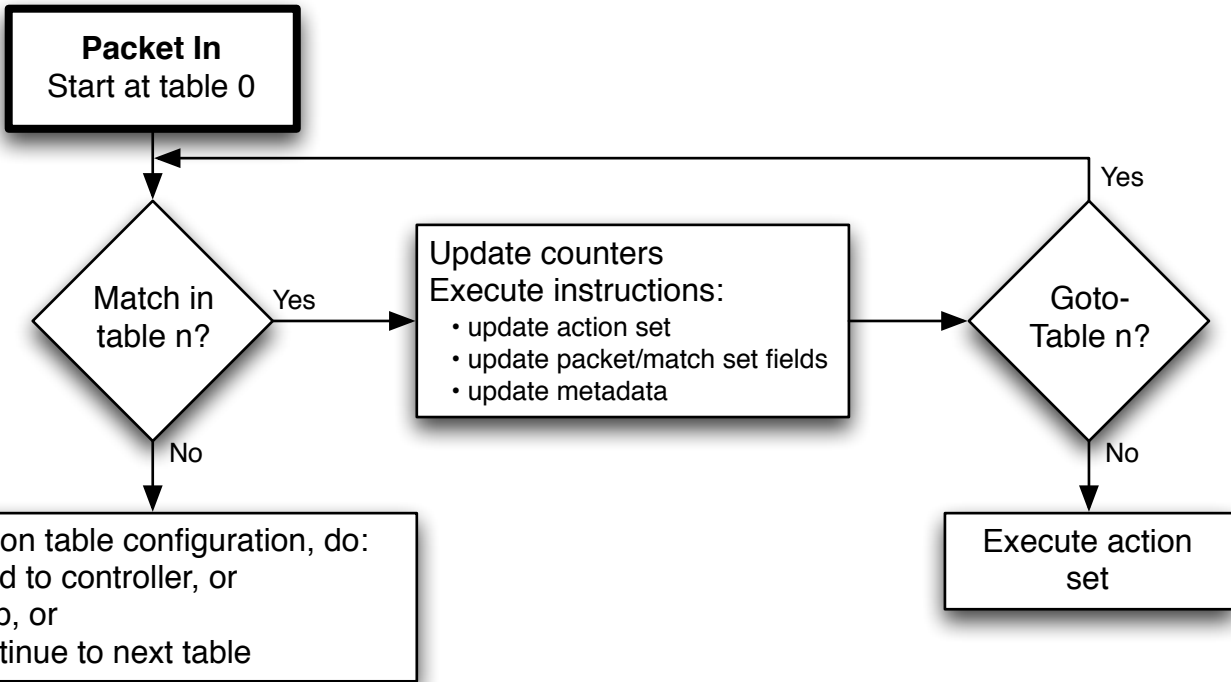 Packet In
Start at table 0
Yes
Match in
table n?
Yes
Update counters
Execute instructions:
• update action set
• update packet/match set fields
• update metadata
Goto-
Table n?
No
No
on table configuration, do:
to controller, or
or
to next table
Execute action
set